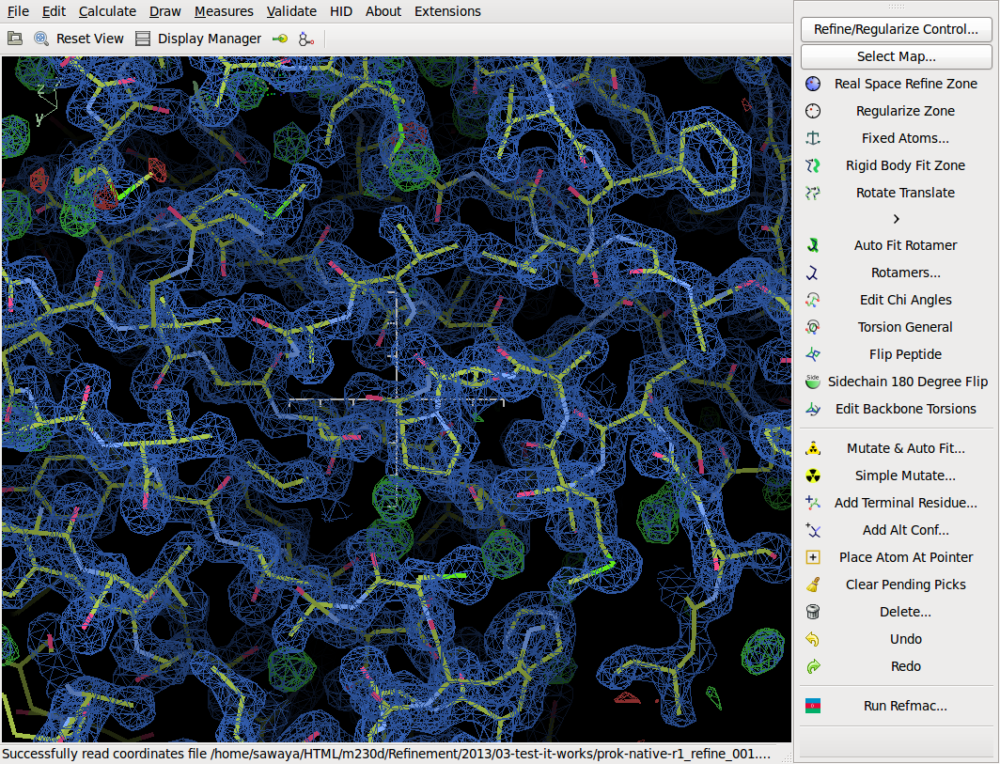 File Edit Calculate Draw Measures Validate HID About Extensions
Reset View Display Manager
z
y
Successfully read coordinates file /home/sawaya/HTML/m230d/Refinement/2013/03-test-it-works/prok-native-r1_refine_001....
Refine/Regularize Control...
Select Map...
Real Space Refine Zone
Regularize Zone
Fixed Atoms...
Rigid Body Fit Zone
Rotate Translate
>
Auto Fit Rotamer
Rotamers...
Edit Chi Angles
Torsion General
Flip Peptide
Side Sidechain 180 Degree Flip
Edit Backbone Torsions
Mutate & Auto Fit...
Simple Mutate...
Add Terminal Residue...
Add Alt Conf...
Place Atom At Pointer
Clear Pending Picks
Delete...
Undo
Redo
Run Refmac...